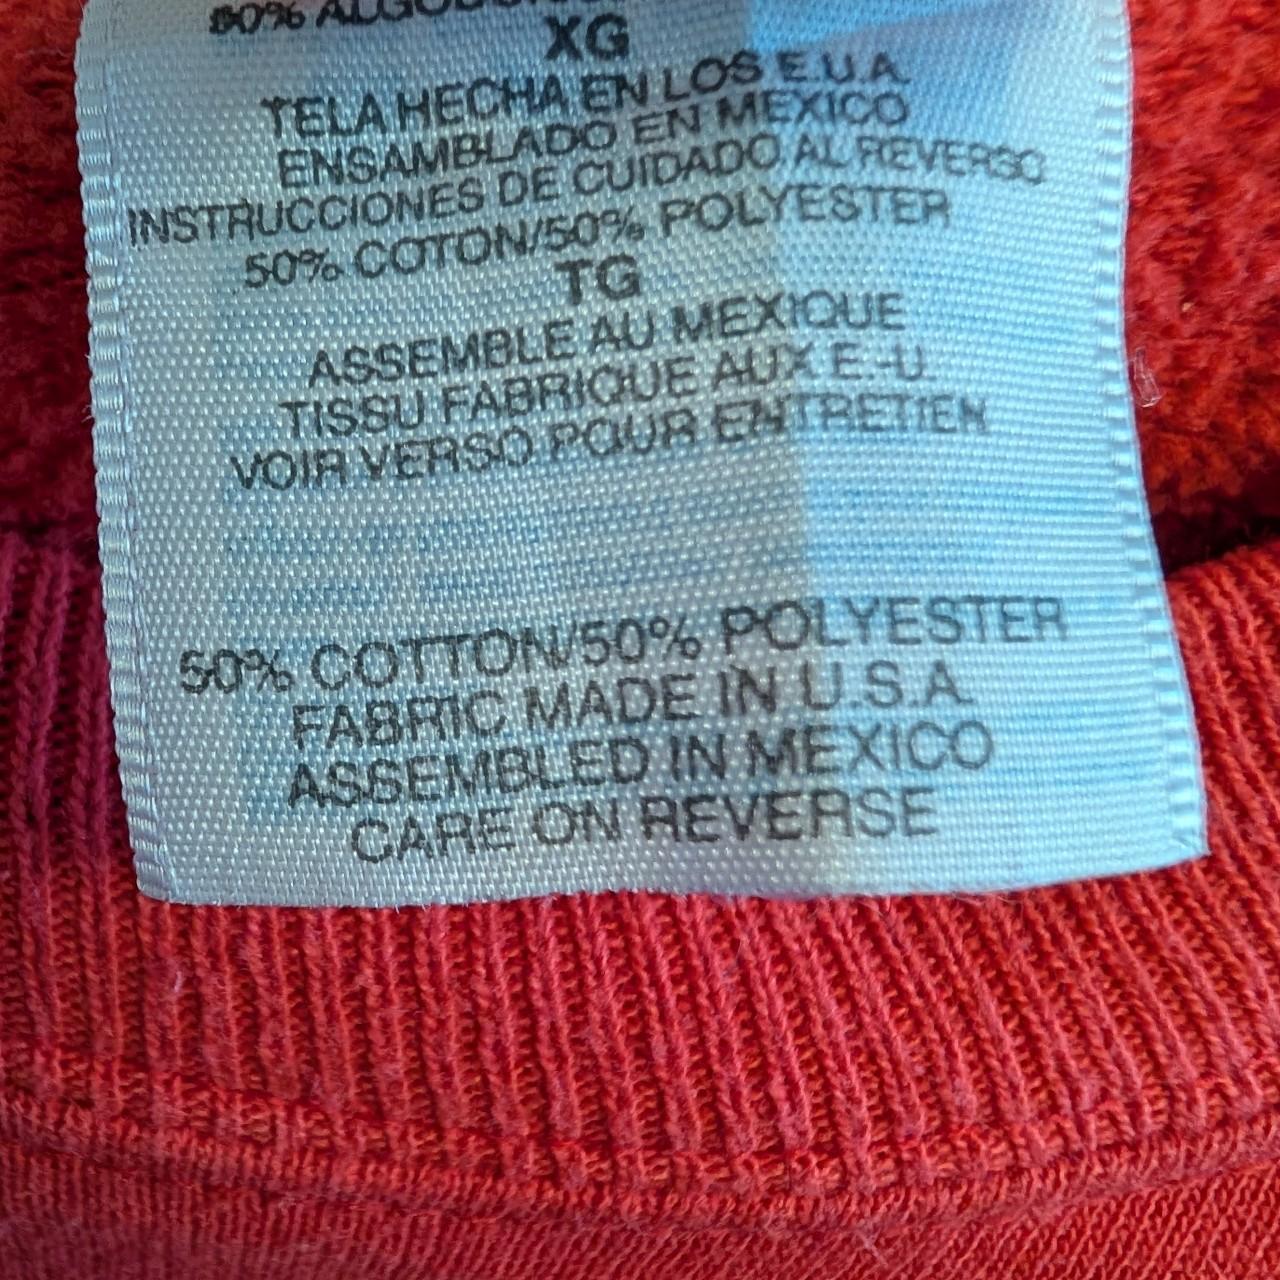 50%
XG
TELA HECHA EN LOS E.U.A.
ENSAMBLADO EN MEXICO
INSTRUCCIONES DE CUIDADO AL REVERSO
50% COTON/50% POLYESTER
TG
ASSEMBLE AU MEXIQUE
TISSU FABRIQUE AUX E.-U.
VOIR VERSO POUR ENTRETIEN
50% COTTON/50% POLYESTER
FABRIC MADE IN U.S.A.
ASSEMBLED IN MEXICO
CARE ON REVERSE